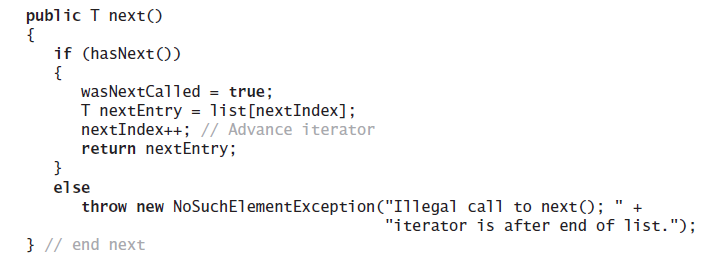 public T next()
{
if (hasNext())
{
wasNextCalled = true;
T nextEntry = list[nextIndex];
nextIndex++; // Advance iterator
return nextEntry;
}
else
throw new NoSuchElementException("Illegal call to next(); " +
"iterator is after end of list.");
} // end next